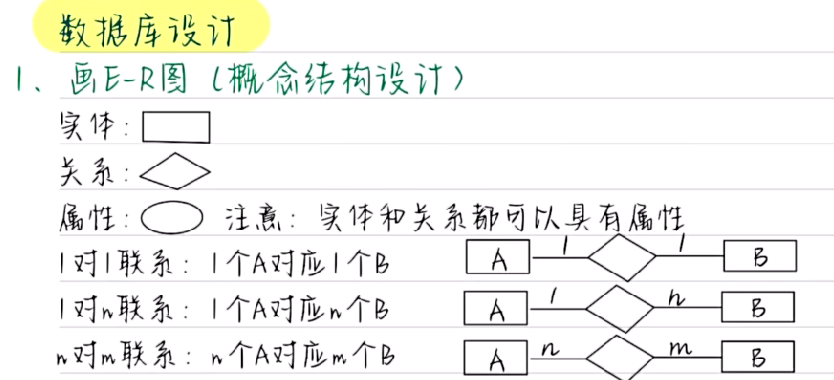 数据库设计
1、画E-R图（概念结构设计）
实体：
关系：
属性： 注意：实体和关系都可以具有属性
1对1联系：1个A对应1个B A 1 1 B
1对n联系：1个A对应n个B A 1 n B
n对m联系：n个A对应m个B A n m B